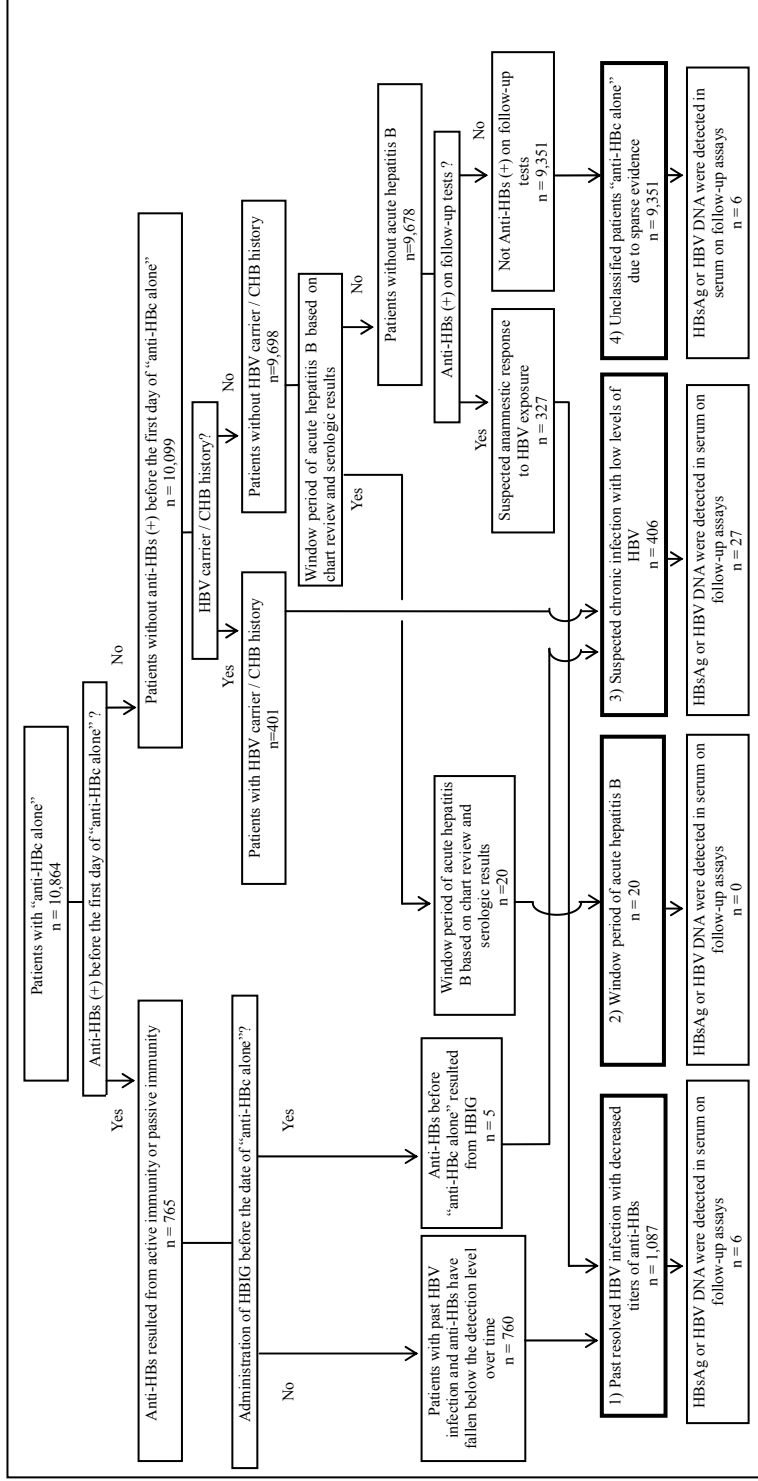 Patients with “anti-HBc alone”
n = 10,864
Anti-HBs (+) before the first day of “anti-HBc alone” ?
Yes
No
Anti-HBs resulted from active immunity or passive immunity
n = 765
Patients without anti-HBs (+) before the first day of “anti-HBc alone”
n = 10,099
Administration of HBIG before the date of “anti-HBc alone”?
No
Yes
HBV carrier / CHB history?
Yes
No
Patients with HBV carrier / CHB history
n=401
Patients without HBV carrier / CHB history
n=9,698
Window period of acute hepatitis B based on
chart review and serologic results
Yes
No
Patients without acute hepatitis B
n=9,678
Anti-HBs (+) on follow-up tests ?
Yes
No
Patients with past HBV
infection and anti-HBs have
fallen below the detection level
over time
n = 760
Anti-HBs before
“anti-HBc alone” resulted
from HBIG
n = 5
Window period of acute hepatitis
B based on chart review and
serologic results
n =20
Suspected anamnestic response
to HBV exposure
n = 327
Not Anti-HBs (+) on follow-up
tests
n = 9,351
1) Past resolved HBV infection with decreased
titers of anti-HBs
n = 1,087
2) Window period of acute hepatitis B
n = 20
3) Suspected chronic infection with low levels of
HBV
n = 406
4) Unclassified patients “anti-HBc alone”
due to sparse evidence
n = 9,351
HBsAg or HBV DNA were detected in serum on
follow-up assays
n = 6
HBsAg or HBV DNA were detected in serum on
follow-up assays
n = 0
HBsAg or HBV DNA were detected in serum on
follow-up assays
n = 27
HBsAg or HBV DNA were detected in
serum on follow-up assays
n = 6